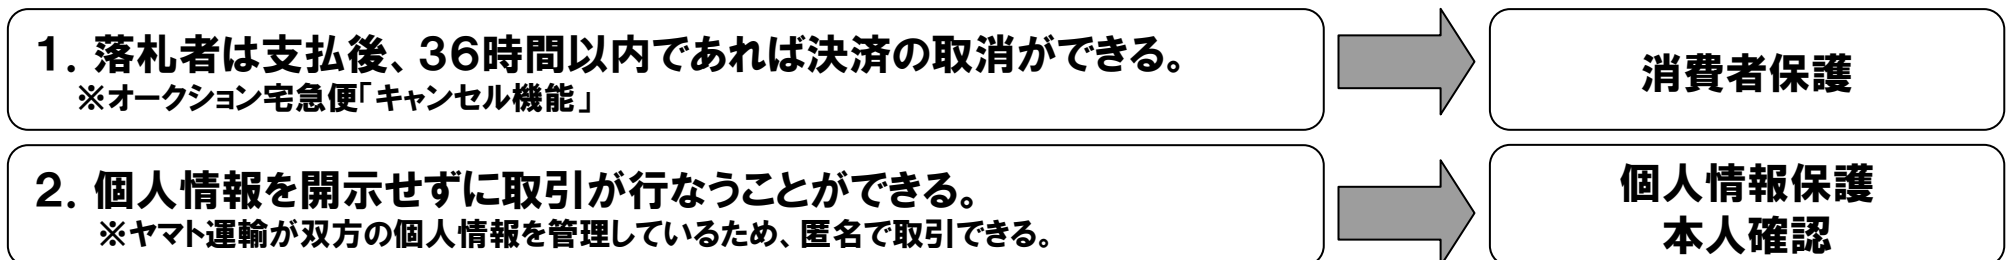 １．落札者は支払後、３６時間以内であれば決済の取消ができる。
※オークション宅急便「キャンセル機能」
消費者保護
２．個人情報を開示せずに取引が行なうことができる。
※ヤマト運輸が双方の個人情報を管理しているため、匿名で取引できる。
個人情報保護
本人確認